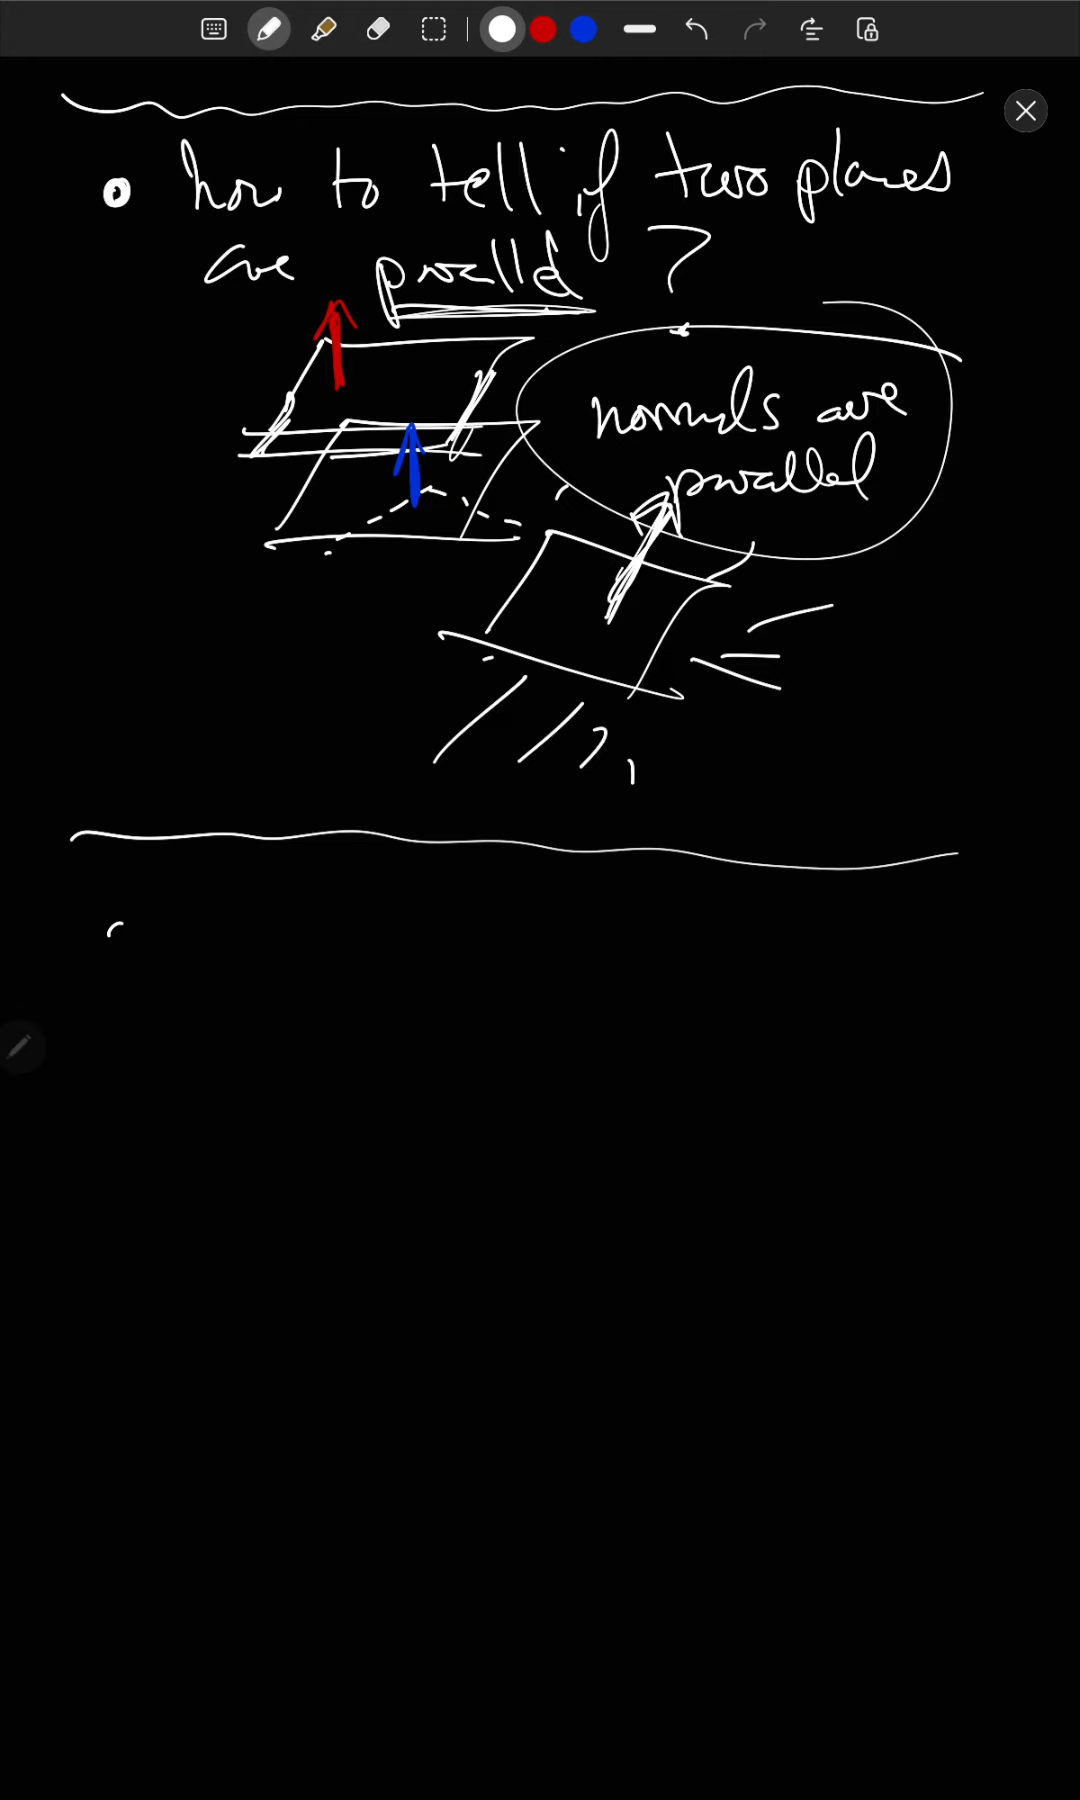 how to tell if two planes
are parallel ?
normals are
parallel